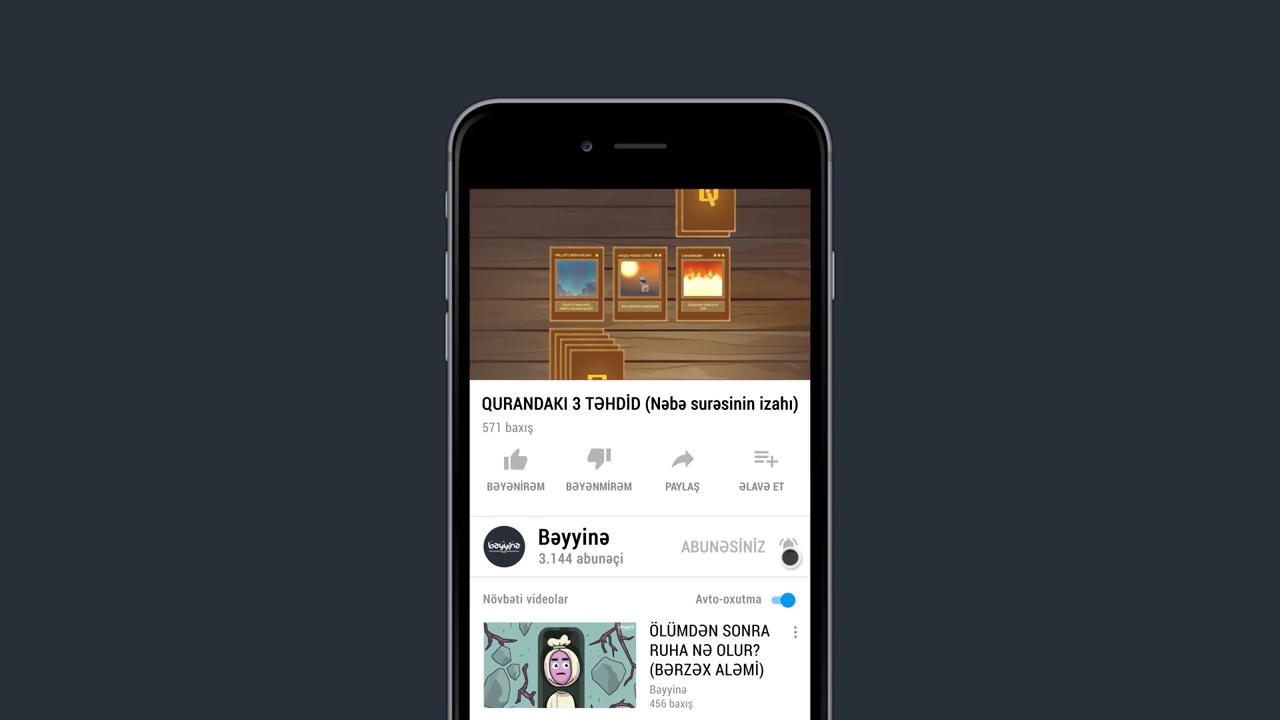 Q
QURANDAKI 3 TƏHDİD (Nəbə surəsinin izahı)
571 baxış
BƏYƏNİRƏM BƏYƏNMİRƏM PAYLAŞ ƏLAVƏ ET
bəyyinə
Bəyyinə
3.144 abunəçi
ABUNƏSİNİZ
Növbəti videolar
Avto-oxutma
ÖLÜMDƏN SONRA
RUHA NƏ OLUR?
(BƏRZƏX ALƏMİ)
Bəyyinə
456 baxış